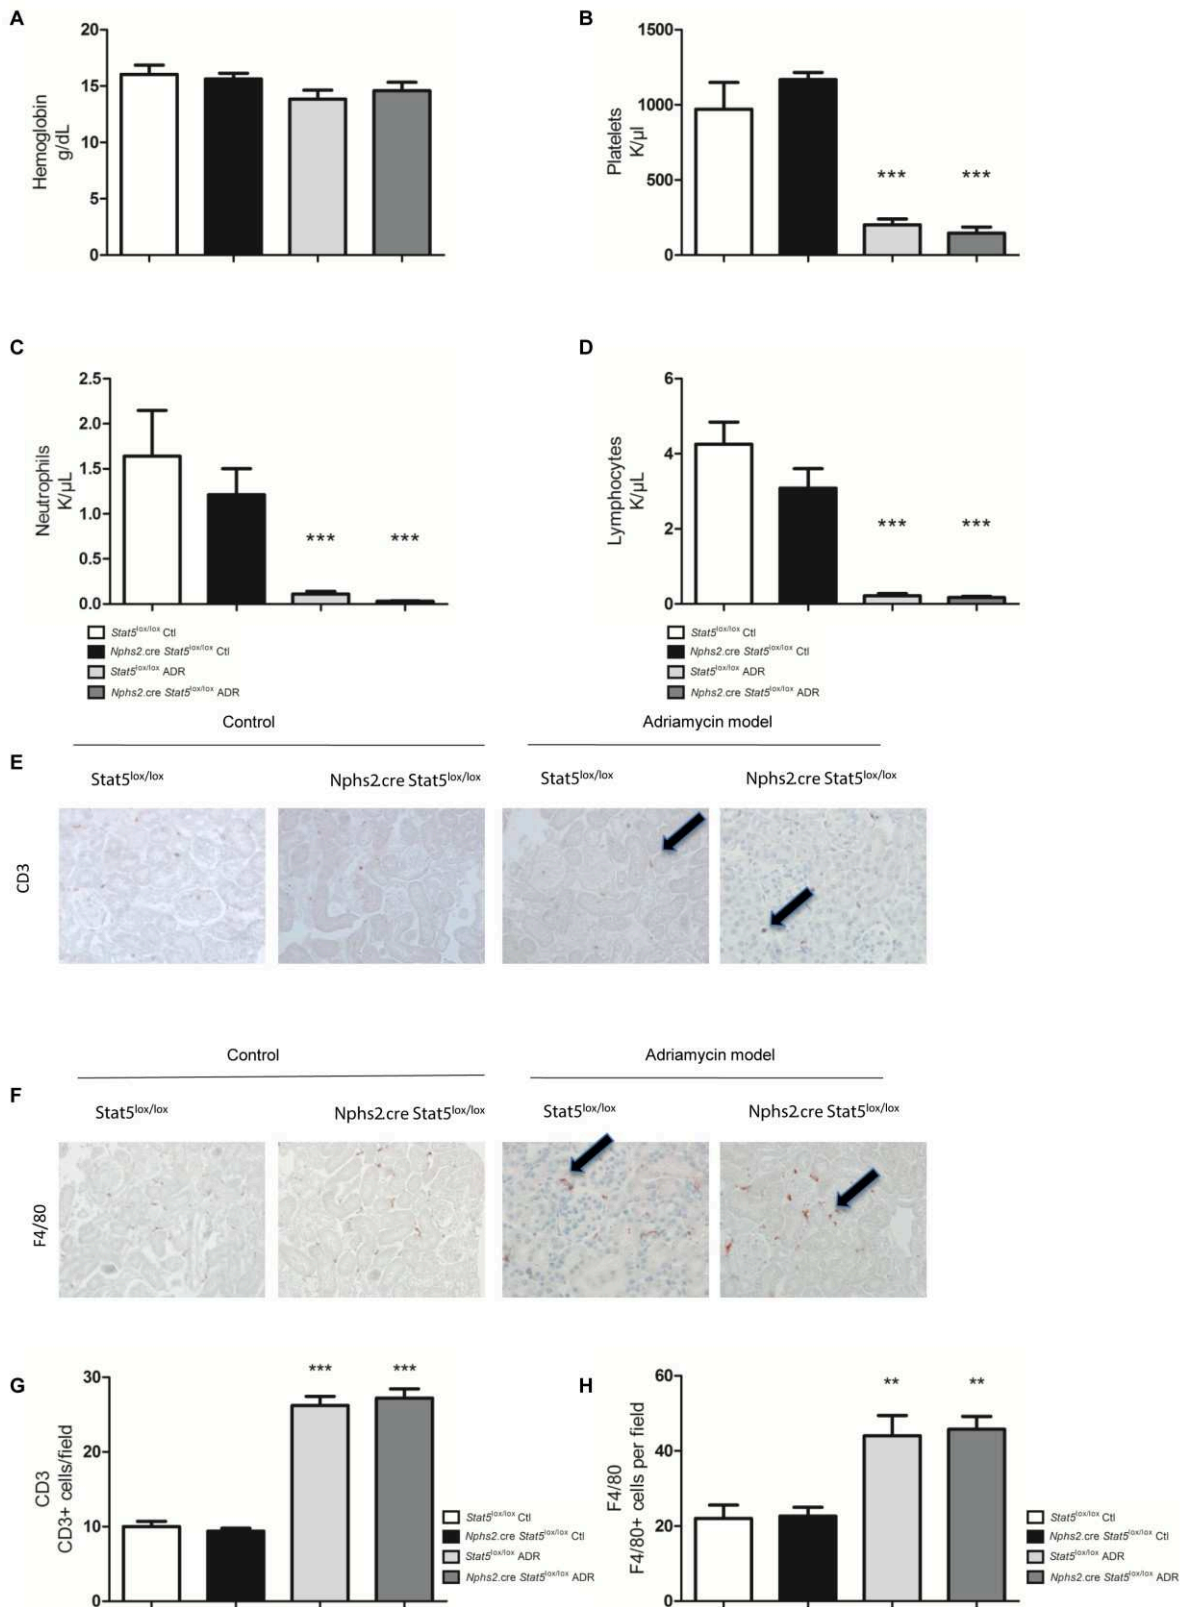 A
B
20
15
10
5
0
Hemoglobin
g/dL
1500
1000
500
0
Platelets
K/µl
***
***
C
D
2.5
2.0
1.5
1.0
0.5
0.0
Neutrophils
K/µL
***
***
6
4
2
0
Lymphocytes
K/µL
***
***
Stat5lox/lox Ctl
Nphs2.cre Stat5lox/lox Ctl
Stat5lox/lox ADR
Nphs2.cre Stat5lox/lox ADR
Stat5lox/lox Ctl
Nphs2.cre Stat5lox/lox Ctl
Stat5lox/lox ADR
Nphs2.cre Stat5lox/lox ADR
Control
Adriamycin model
E
Stat5lox/lox
Nphs2.cre Stat5lox/lox
Stat5lox/lox
Nphs2.cre Stat5lox/lox
CD3
Control
Adriamycin model
F
Stat5lox/lox
Nphs2.cre Stat5lox/lox
Stat5lox/lox
Nphs2.cre Stat5lox/lox
F4/80
G
30
20
10
0
CD3
CD3+ cells/field
***
***
Stat5lox/lox Ctl
Nphs2.cre Stat5lox/lox Ctl
Stat5lox/lox ADR
Nphs2.cre Stat5lox/lox ADR
H
60
40
20
0
F4/80
F4/80+ cells per field
**
**
Stat5lox/lox Ctl
Nphs2.cre Stat5lox/lox Ctl
Stat5lox/lox ADR
Nphs2.cre Stat5lox/lox ADR